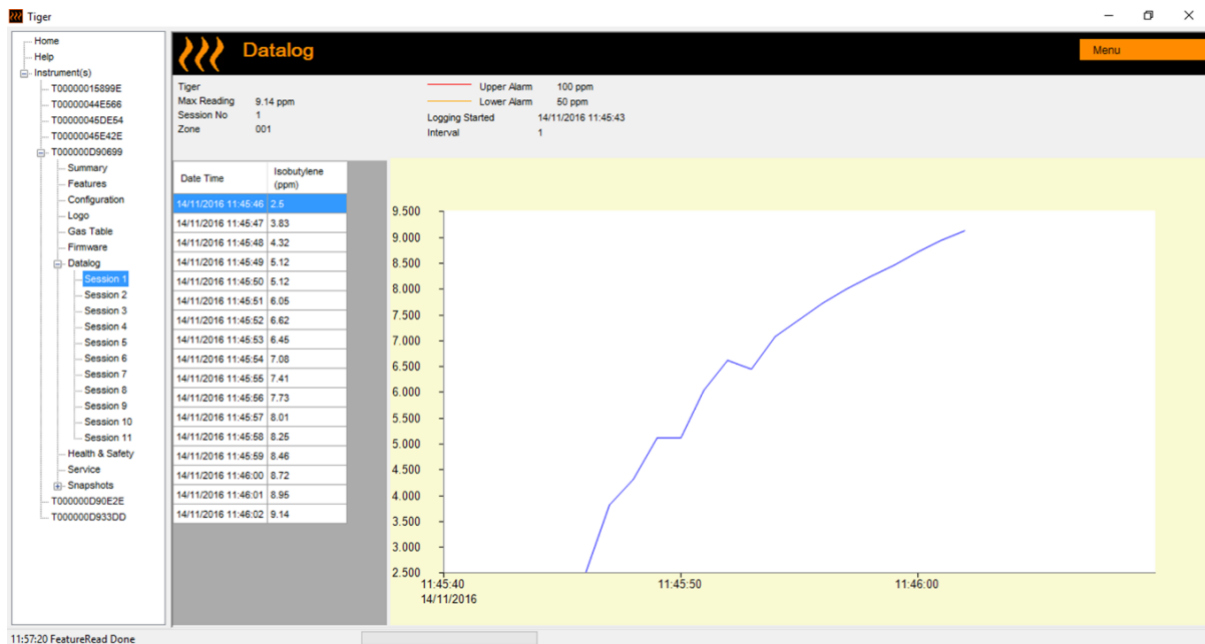 Tiger
Home
Help
Instrument(s)
T00000015899E
T00000044E566
T00000045DE54
T00000045E42E
T000000D90699
Summary
Features
Configuration
Logo
Gas Table
Firmware
Datalog
Session 1
Session 2
Session 3
Session 4
Session 5
Session 6
Session 7
Session 8
Session 9
Session 10
Session 11
Health & Safety
Service
Snapshots
T000000D90E2E
T000000D933DD
Datalog
Menu
Tiger
Max Reading 9.14 ppm
Session No 1
Zone 001
Upper Alarm 100 ppm
Lower Alarm 50 ppm
Logging Started 14/11/2016 11:45:43
Interval 1
Date Time Isobutylene (ppm)
14/11/2016 11:45:46 2.5
14/11/2016 11:45:47 3.83
14/11/2016 11:45:48 4.32
14/11/2016 11:45:49 5.12
14/11/2016 11:45:50 5.12
14/11/2016 11:45:51 6.05
14/11/2016 11:45:52 6.62
14/11/2016 11:45:53 6.45
14/11/2016 11:45:54 7.08
14/11/2016 11:45:55 7.41
14/11/2016 11:45:56 7.73
14/11/2016 11:45:57 8.01
14/11/2016 11:45:58 8.25
14/11/2016 11:45:59 8.46
14/11/2016 11:46:00 8.72
14/11/2016 11:46:01 8.95
14/11/2016 11:46:02 9.14
9.500
9.000
8.500
8.000
7.500
7.000
6.500
6.000
5.500
5.000
4.500
4.000
3.500
3.000
2.500
11:45:40 11:45:50 11:46:00
14/11/2016
11:57:20 FeatureRead Done